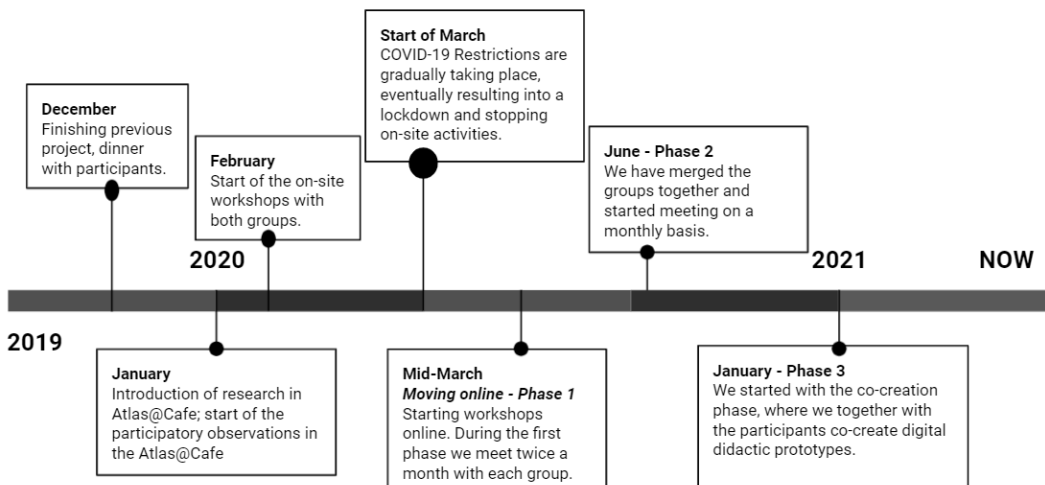 Start of March
COVID-19 Restrictions are
gradually taking place,
eventually resulting into a
lockdown and stopping
on-site activities.
December
Finishing previous
project, dinner
with participants.
February
Start of the on-site
workshops with
both groups.
June - Phase 2
We have merged the
groups together and
started meeting on a
monthly basis.
2020
2021
NOW
2019
January
Introduction of research in
Atlas@Cafe; start of the
participatory observations in
the Atlas@Cafe
Mid-March
Moving online - Phase 1
Starting workshops
online. During the first
phase we meet twice a
month with each group.
January - Phase 3
We started with the co-creation
phase, where we together with
the participants co-create digital
didactic prototypes.